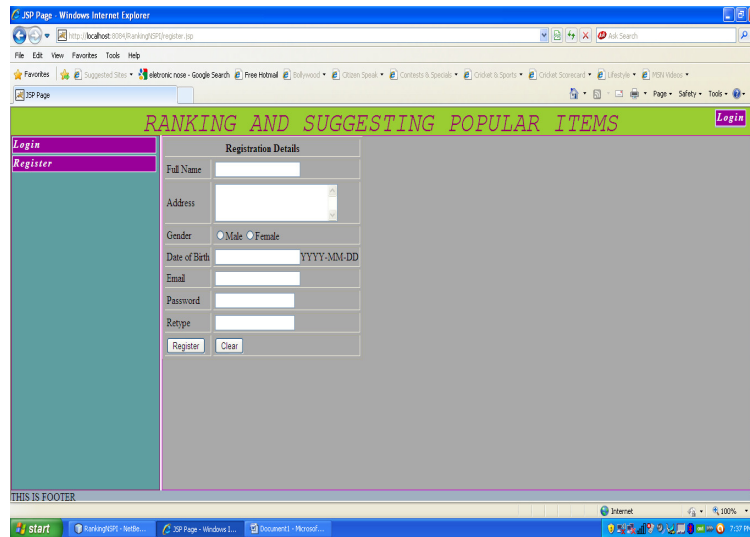 JSP Page - Windows Internet Explorer
http://localhost:8084/RankingNSPI/register.jsp
Ask Search
File Edit View Favorites Tools Help
Favorites Suggested Sites eletronic nose - Google Search Free Hotmail Bollywood Citizen Speak Contests & Specials Cricket & Sports Cricket Scorecard Lifestyle MSN Videos
JSP Page
Page Safety Tools
RANKING AND SUGGESTING POPULAR ITEMS
Login
Login
Register
Registration Details
Full Name
Address
Gender Male Female
Date of Birth YYYY-MM-DD
Email
Password
Retype
Register Clear
THIS IS FOOTER
Internet 100%
start RankingNSPI - NetBe... JSP Page - Windows I... Document1 - Microsof... 7:37 PM